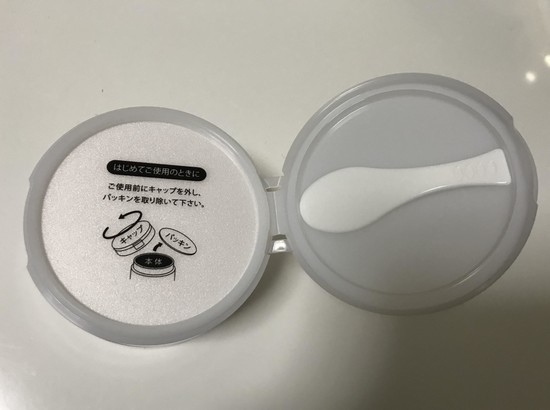 はじめてご使用のときに
ご使用前にキャップを外し、
パッキンを取り除いて下さい。
キャップ
パッキン
本体